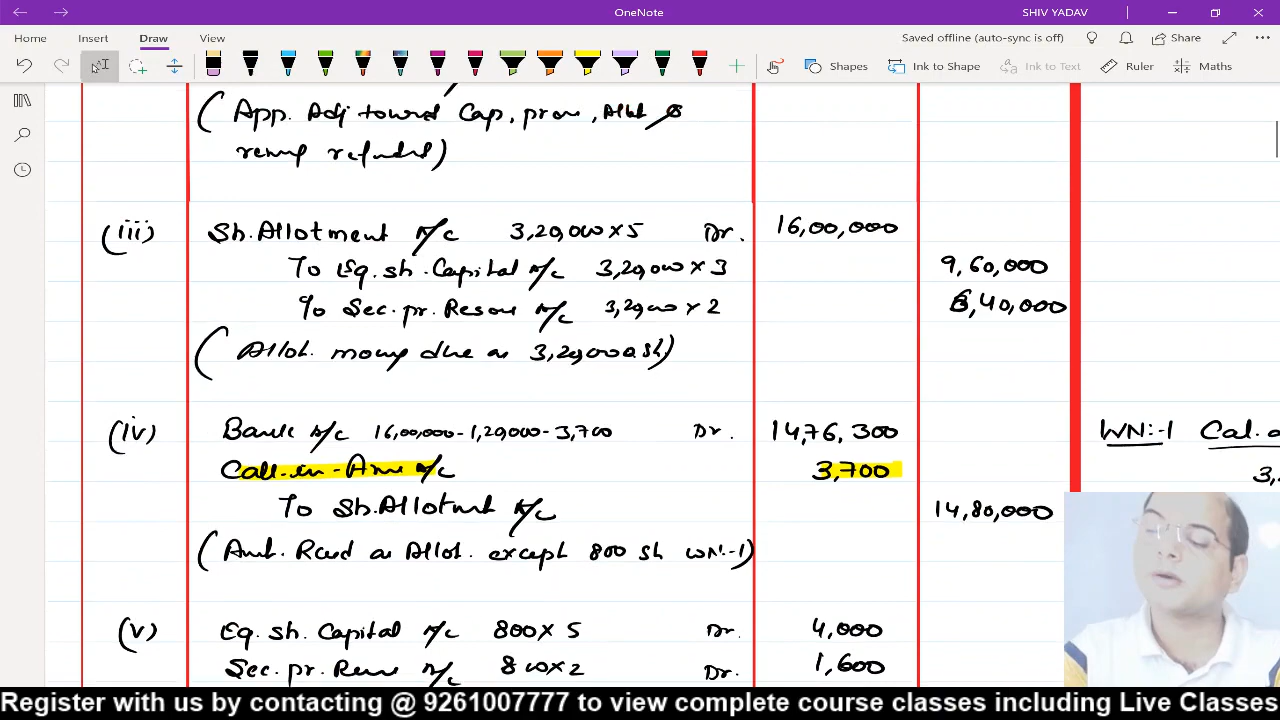 OneNote
SHIV YADAV
Home Insert Draw View
Saved offline (auto-sync is off)
Share
Shapes
Ink to Shape
Ink to Text
Ruler
Maths
( App. Adj toward Cap, prem, Allot
refunded)
(iii) Sh. Allotment A/c 3,20,000 x 5 Dr. 16,00,000
To Eq. sh. Capital A/c 3,20,000 x 3 9,60,000
To Sec. pr. Reserve A/c 3,20,000 x 2 6,40,000
( Allot. money due on 3,20,000 sh)
(iv) Bank A/c 16,00,000-1,20,000-3,700 Dr. 14,76,300
Call-in-Arrear A/c 3,700
To Sh. Allotment A/c 14,80,000
( Amt. Recd on Allot. except 800 sh WN:-1)
WN:-1 Cal.
3,
(v) Eq. sh. Capital A/c 800 x 5 Dr. 4,000
Sec. pr. Reserve A/c 800 x 2 Dr. 1,600
Register with us by contacting @ 9261007777 to view complete course classes including Live Classes